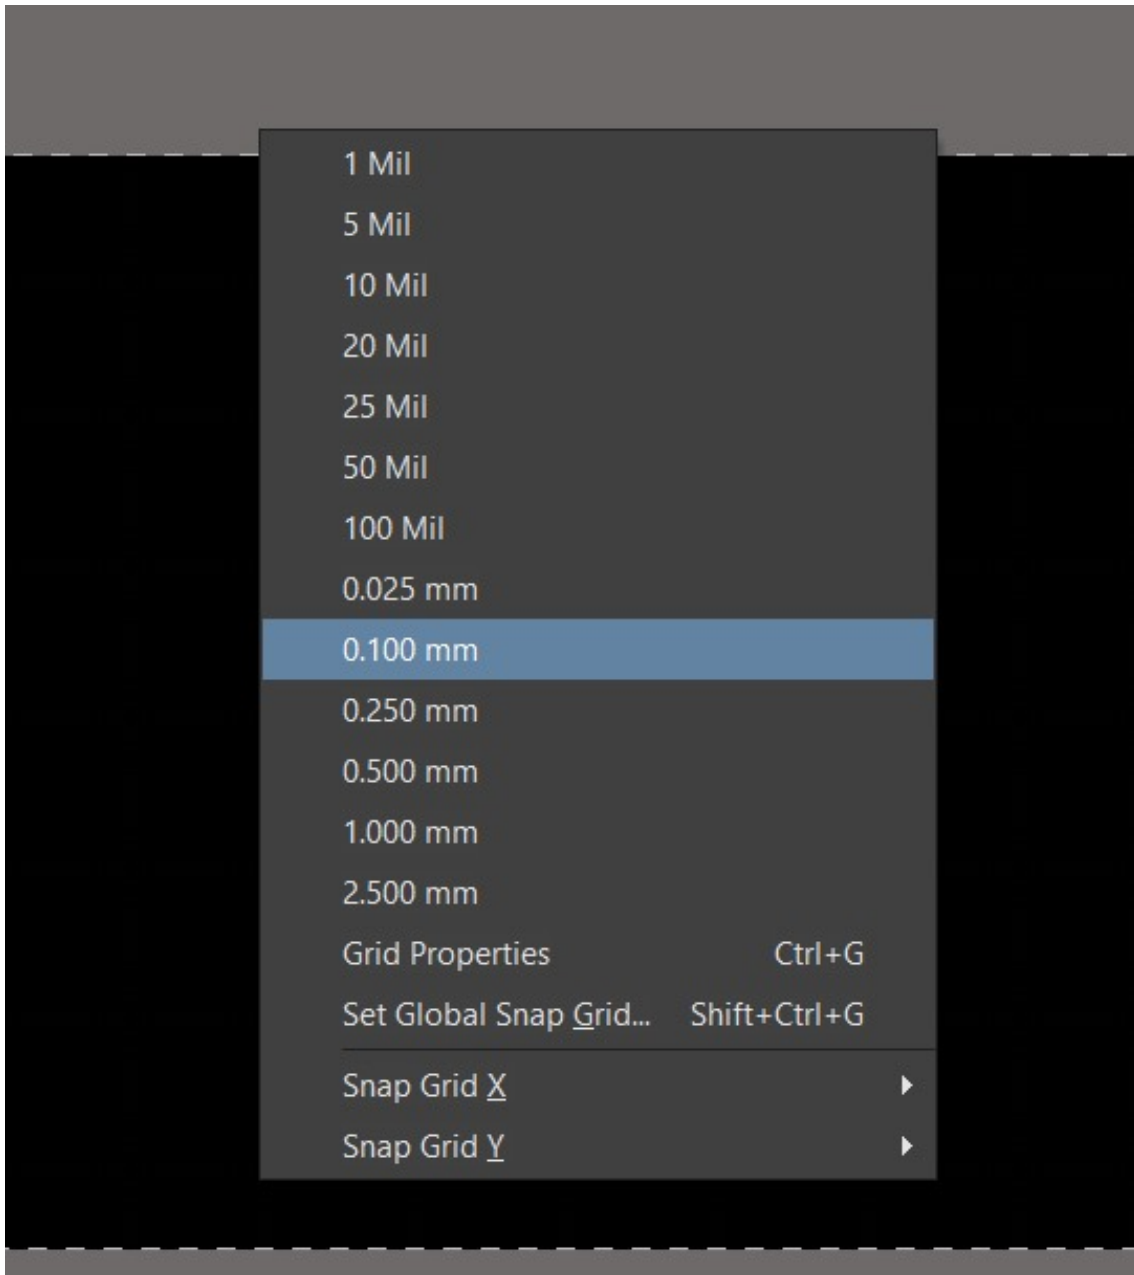 1 Mil
5 Mil
10 Mil
20 Mil
25 Mil
50 Mil
100 Mil
0.025 mm
0.100 mm
0.250 mm
0.500 mm
1.000 mm
2.500 mm
Grid Properties Ctrl+G
Set Global Snap Grid... Shift+Ctrl+G
Snap Grid X
Snap Grid Y